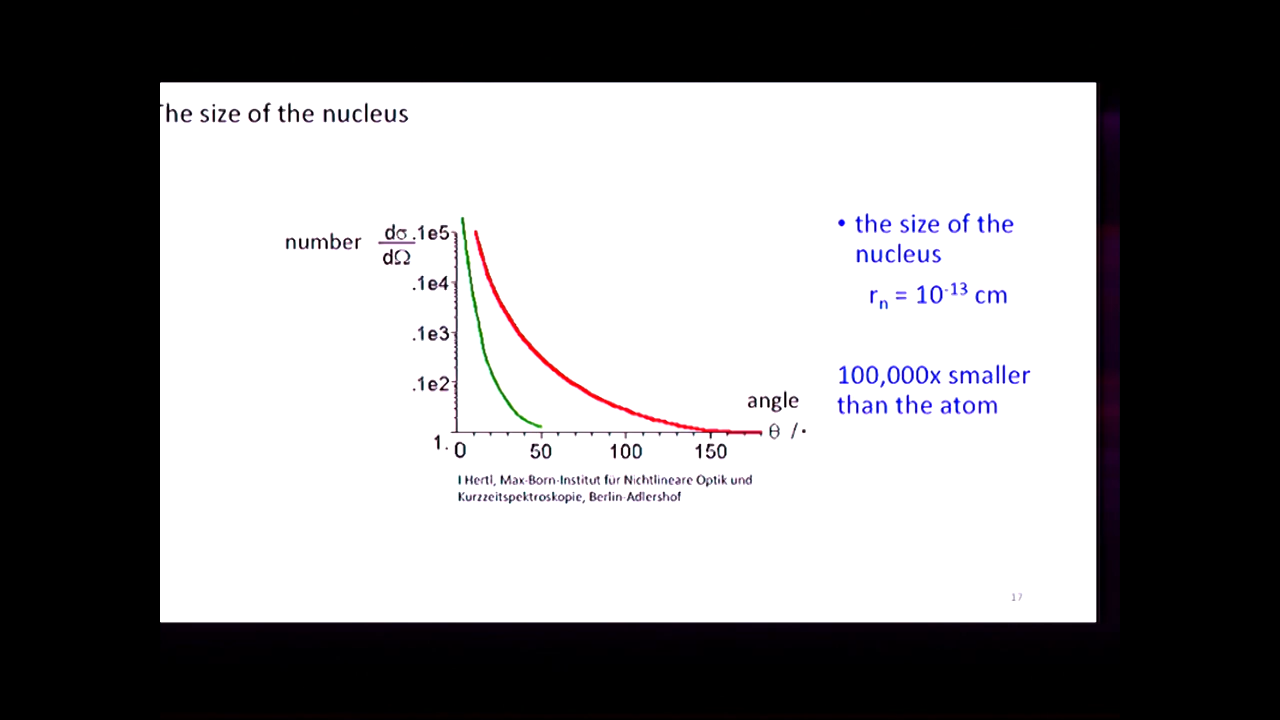 The size of the nucleus
number dσ .1e5
dΩ
.1e4
.1e3
.1e2
1.
0 50 100 150
angle
θ /•
I Hertl, Max-Born-Institut für Nichtlineare Optik und
Kurzzeitspektroskopie, Berlin-Adlershof
• the size of the
nucleus
rₙ = 10⁻¹³ cm
100,000x smaller
than the atom
17